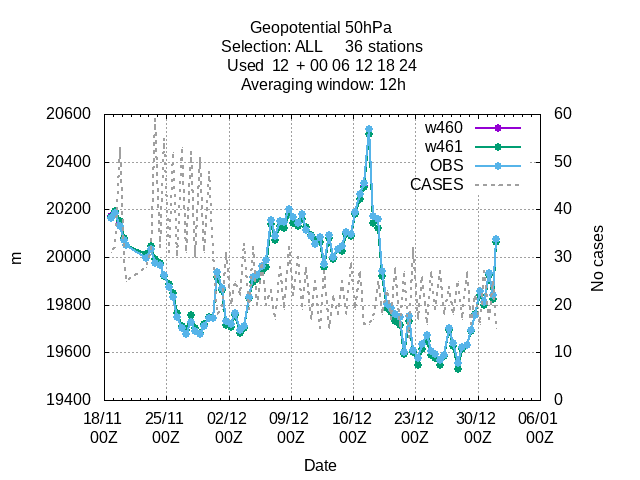 Geopotential 50hPa
Selection: ALL 36 stations
Used 12 + 00 06 12 18 24
Averaging window: 12h
20600
20400
20200
20000
19800
19600
19400
m
60
50
40
30
20
10
0
No cases
w460
w461
OBS
CASES
18/11 25/11 02/12 09/12 16/12 23/12 30/12 06/01
00Z 00Z 00Z 00Z 00Z 00Z 00Z 00Z
Date